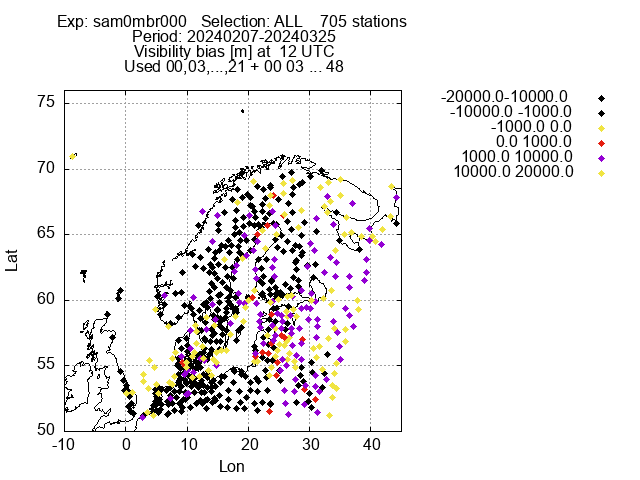 Exp: sam0mbr000 Selection: ALL 705 stations
Period: 20240207-20240325
Visibility bias [m] at 12 UTC
Used 00,03,...,21 + 00 03 ... 48
-20000.0-10000.0
-10000.0 -1000.0
-1000.0 0.0
0.0 1000.0
1000.0 10000.0
10000.0 20000.0
75
70
65
60
55
50
Lat
-10 0 10 20 30 40
Lon